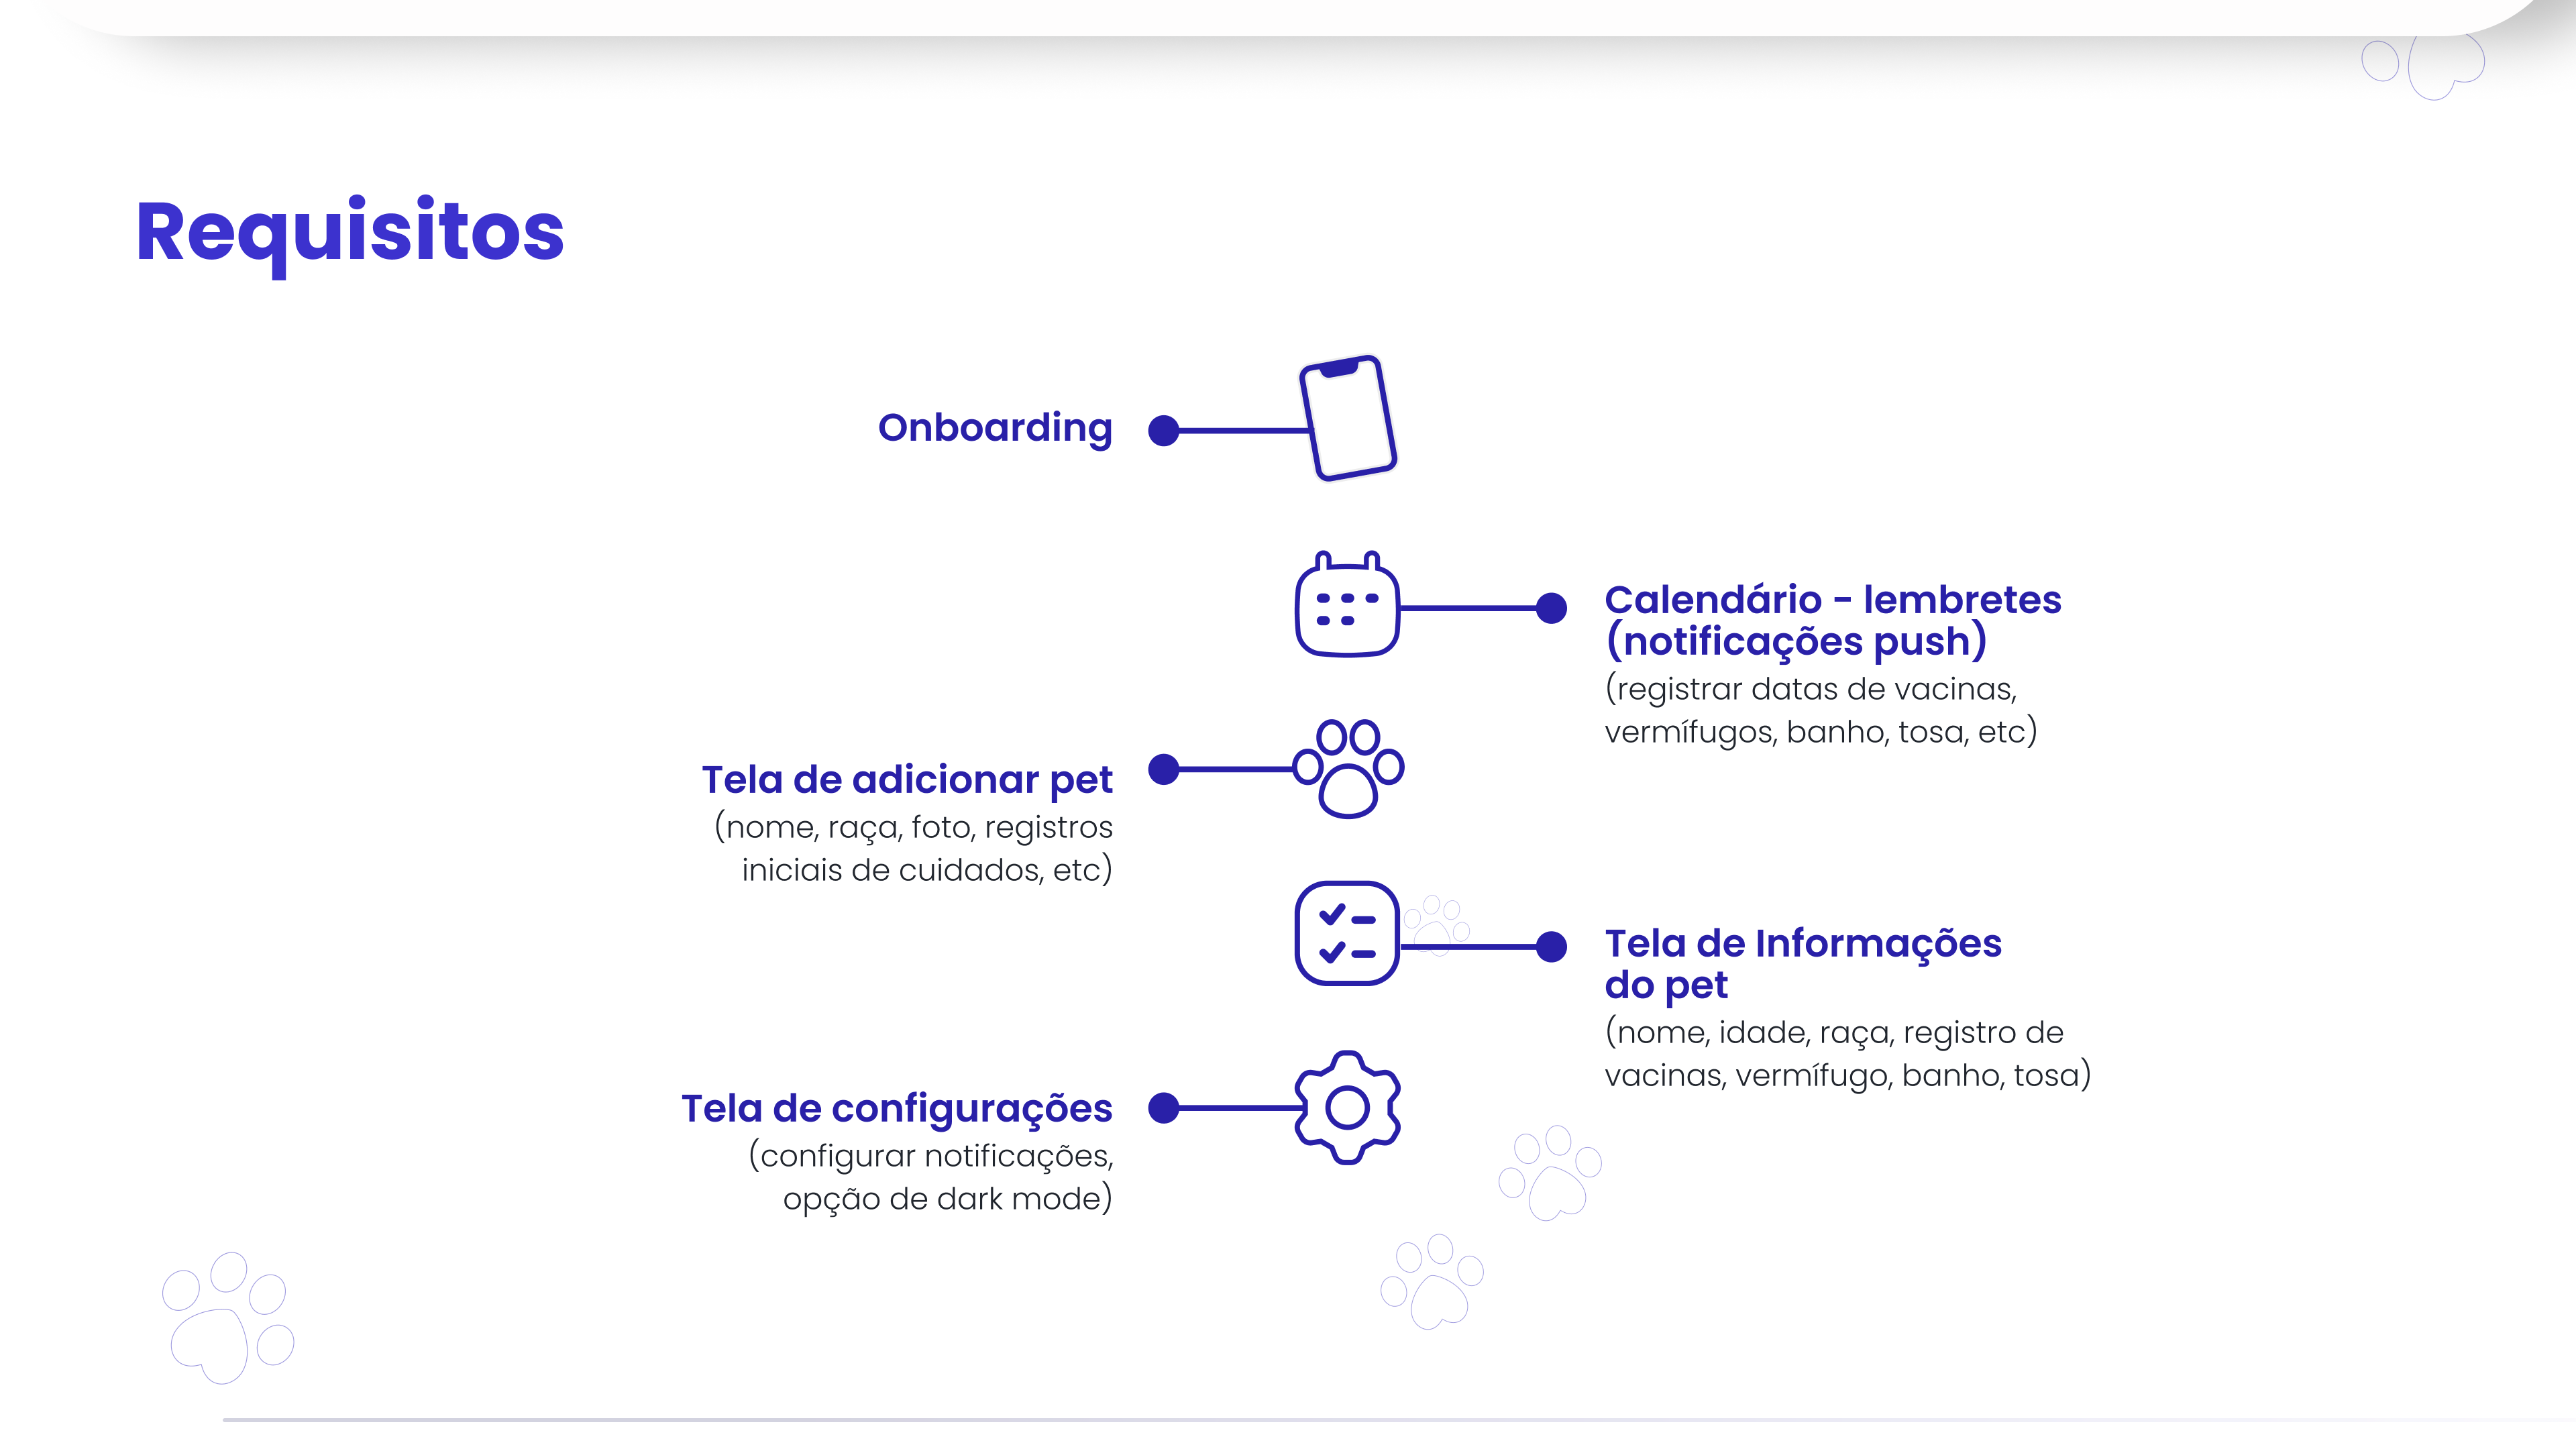 Requisitos
Onboarding
Calendário - lembretes
(notificações push)
(registrar datas de vacinas,
vermífugos, banho, tosa, etc)
Tela de adicionar pet
(nome, raça, foto, registros
iniciais de cuidados, etc)
Tela de Informações
do pet
(nome, idade, raça, registro de
vacinas, vermífugo, banho, tosa)
Tela de configurações
(configurar notificações,
opção de dark mode)